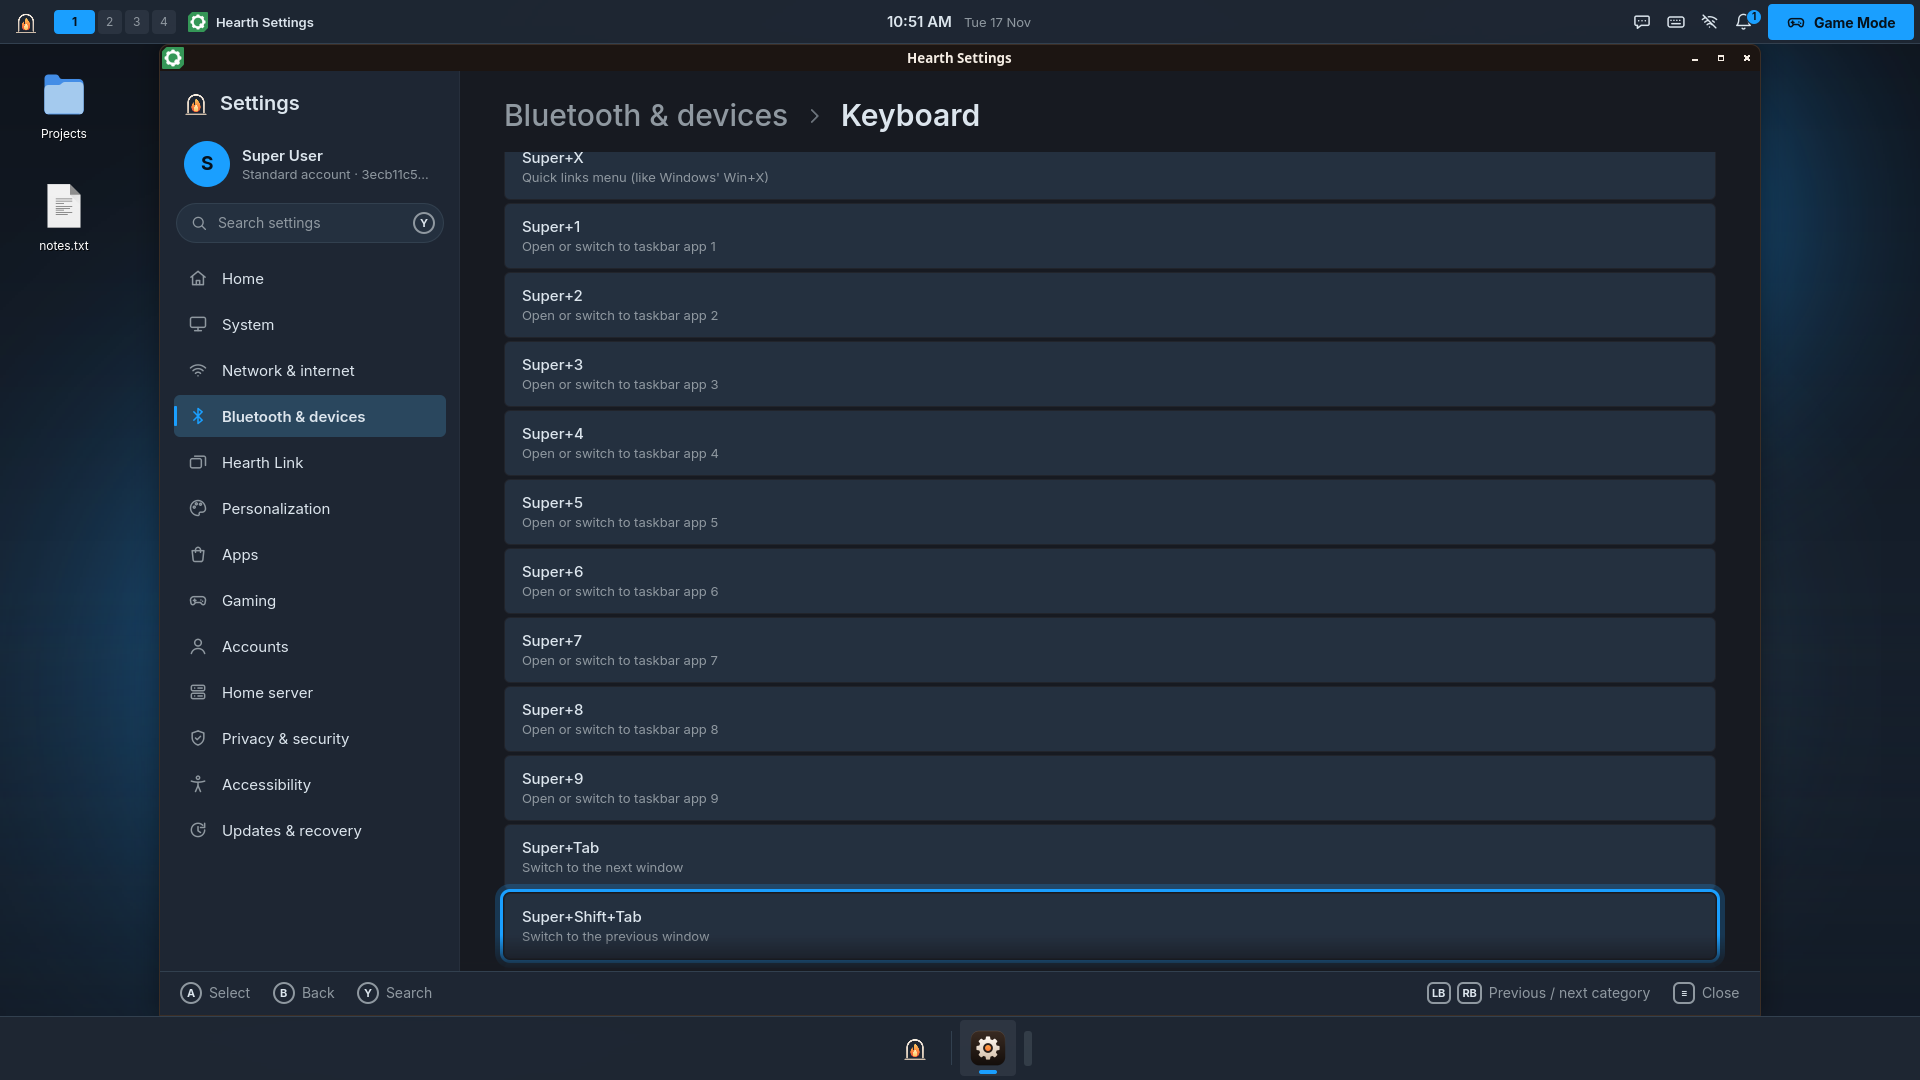 1 2 3 4 Hearth Settings 10:51 AM Tue 17 Nov 1 Game Mode
Hearth Settings
Projects
notes.txt
Settings
S Super User
Standard account · 3ecb11c5...
Search settings Y
Home
System
Network & internet
Bluetooth & devices
Hearth Link
Personalization
Apps
Gaming
Accounts
Home server
Privacy & security
Accessibility
Updates & recovery
Bluetooth & devices > Keyboard
Super+X
Quick links menu (like Windows' Win+X)
Super+1
Open or switch to taskbar app 1
Super+2
Open or switch to taskbar app 2
Super+3
Open or switch to taskbar app 3
Super+4
Open or switch to taskbar app 4
Super+5
Open or switch to taskbar app 5
Super+6
Open or switch to taskbar app 6
Super+7
Open or switch to taskbar app 7
Super+8
Open or switch to taskbar app 8
Super+9
Open or switch to taskbar app 9
Super+Tab
Switch to the next window
Super+Shift+Tab
Switch to the previous window
A Select B Back Y Search LB RB Previous / next category ≡ Close